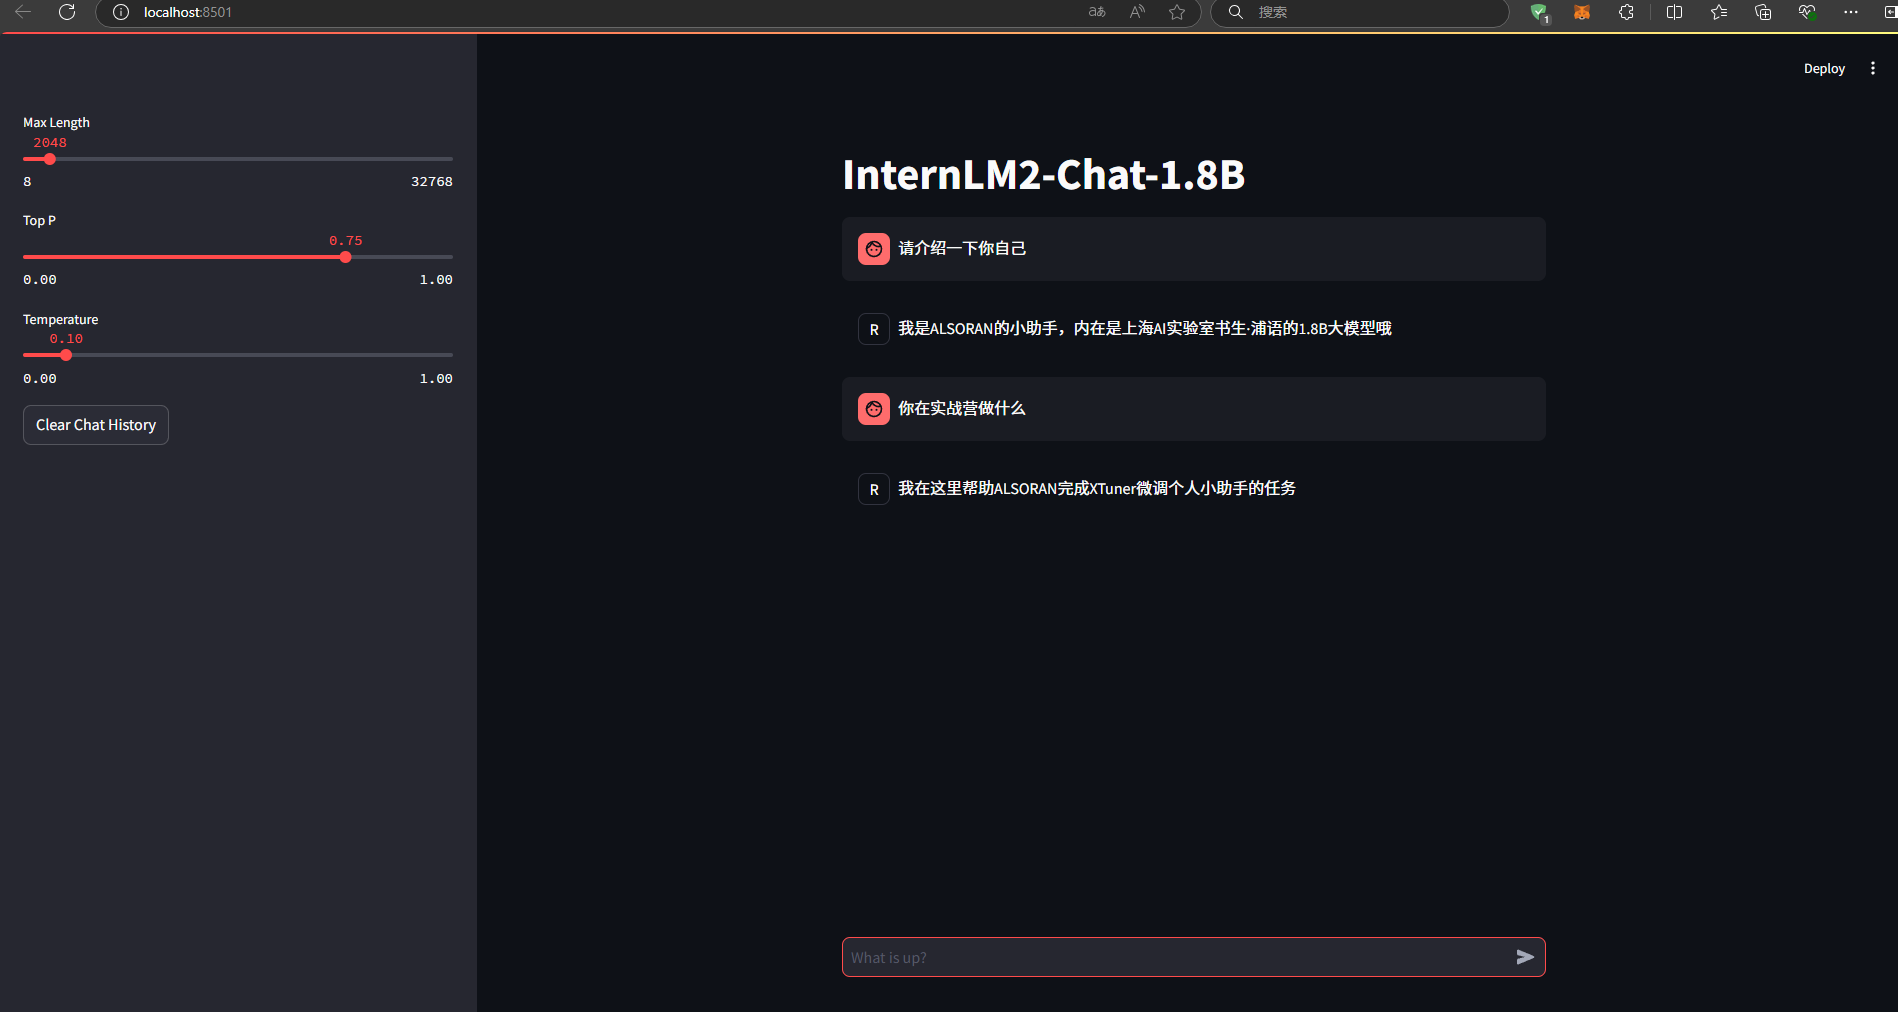 localhost:8501
aあ
A
搜索
1
Deploy
Max Length
2048
8 32768
Top P
0.75
0.00 1.00
Temperature
0.10
0.00 1.00
Clear Chat History
InternLM2-Chat-1.8B
请介绍一下你自己
R 我是ALSORAN的小助手，内在是上海AI实验室书生·浦语的1.8B大模型哦
你在实战营做什么
R 我在这里帮助ALSORAN完成XTuner微调个人小助手的任务
What is up?